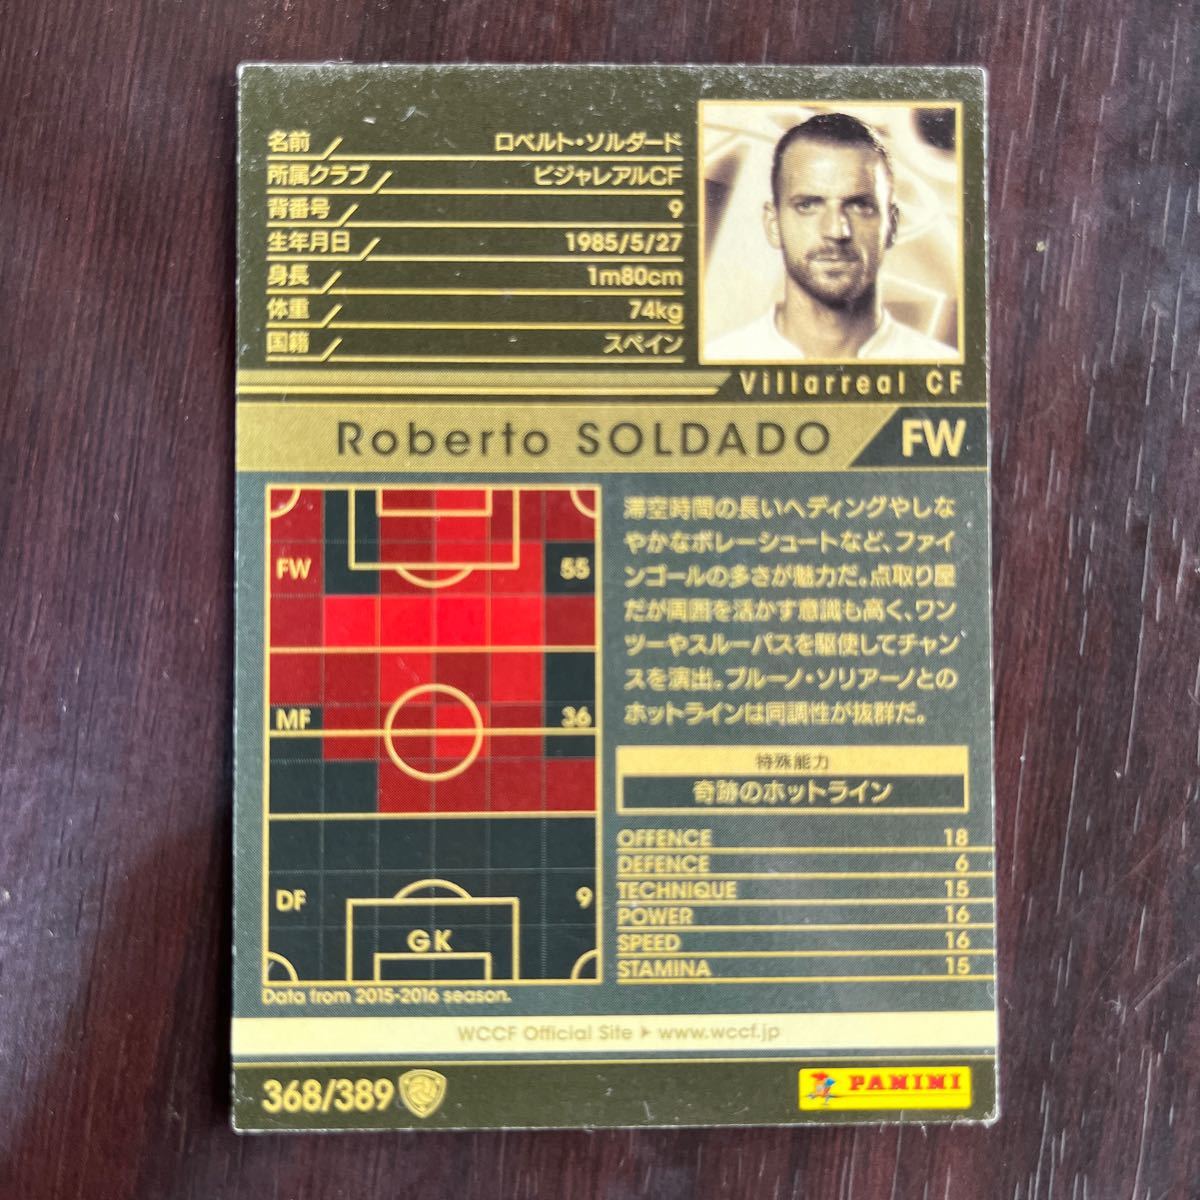 名前 ロベルト・ソルダード
所属クラブ ビジャレアルCF
背番号 9
生年月日 1985/5/27
身長 1m80cm
体重 74kg
国籍 スペイン
Villarreal CF
Roberto SOLDADO FW
FW 55
MF 36
DF 9
GK
Data from 2015-2016 season.
滞空時間の長いヘディングやしな
やかなボレーシュートなど、ファイ
ンゴールの多さが魅力だ。点取り屋
だが周囲を活かす意識も高く、ワン
ツーやスルーパスを駆使してチャン
スを演出。ブルーノ・ソリアーノとの
ホットラインは同調性が抜群だ。
特殊能力
奇跡のホットライン
OFFENCE 18
DEFENCE 6
TECHNIQUE 15
POWER 16
SPEED 16
STAMINA 15
WCCF Official Site ▶ www.wccf.jp
368/389
PANINI